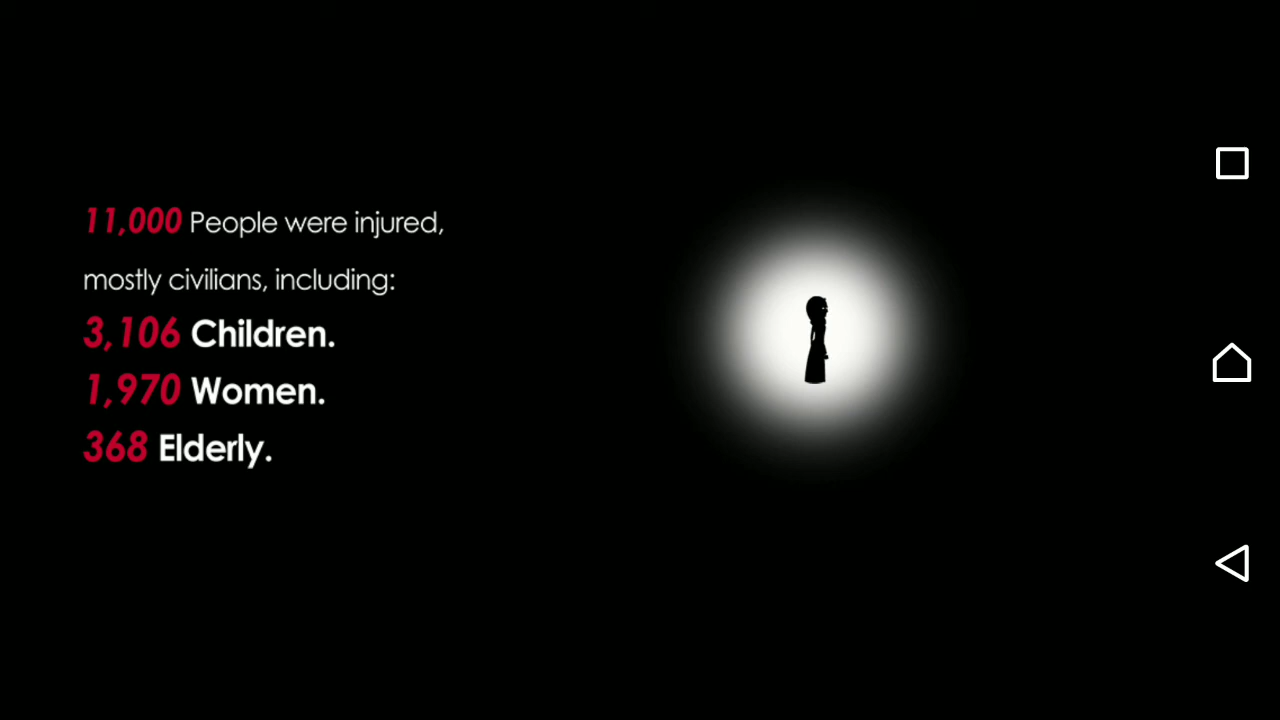 11,000 People were injured,
mostly civilians, including:
3,106 Children.
1,970 Women.
368 Elderly.